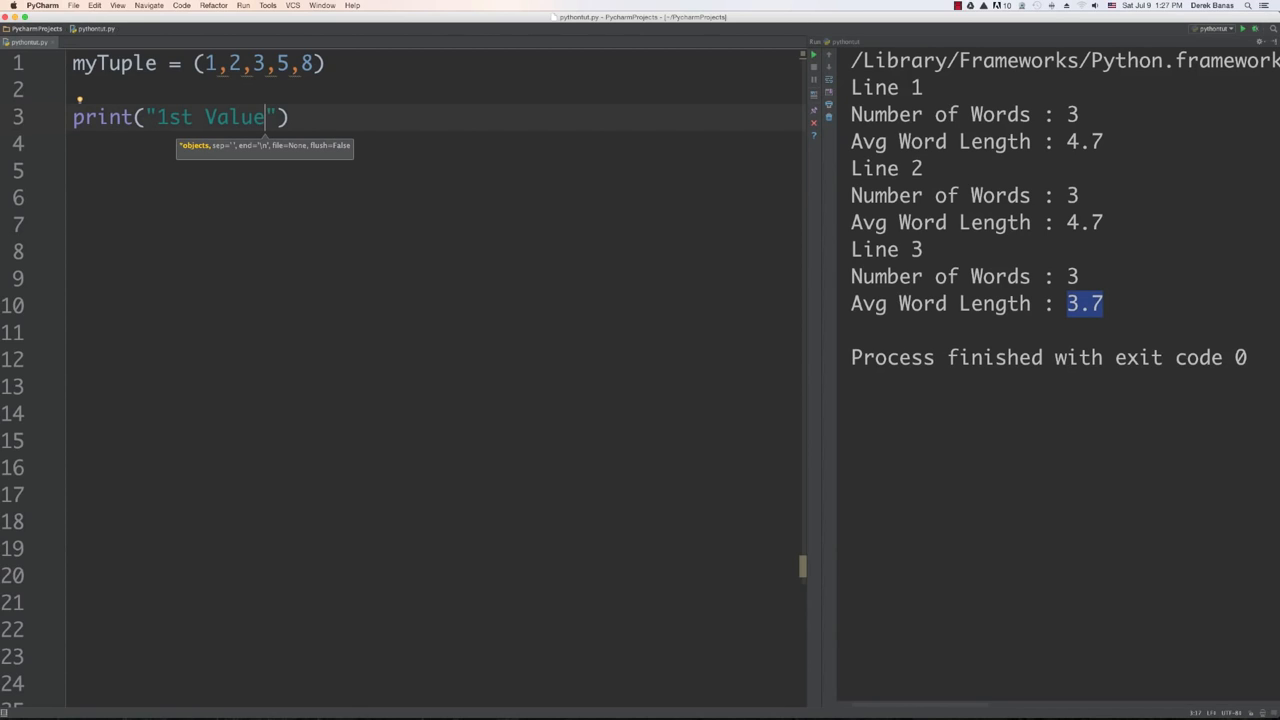 PyCharm File Edit View Navigate Code Refactor Run Tools VCS Window Help
10 Sat Jul 9 1:27 PM Derek Banas
pythontut.py - PycharmProjects - [~/PycharmProjects]
PycharmProjects pythontut.py pythontut
pythontut.py
Run pythontut
1 myTuple = (1,2,3,5,8)
2
3 print("1st Value")
*objects, sep=' ', end='\n', file=None, flush=False
4
5
6
7
8
9
10
11
12
13
14
15
16
17
18
19
20
21
22
23
24
/Library/Frameworks/Python.framework
Line 1
Number of Words : 3
Avg Word Length : 4.7
Line 2
Number of Words : 3
Avg Word Length : 4.7
Line 3
Number of Words : 3
Avg Word Length : 3.7
Process finished with exit code 0
3:17 LF‡ UTF-8‡